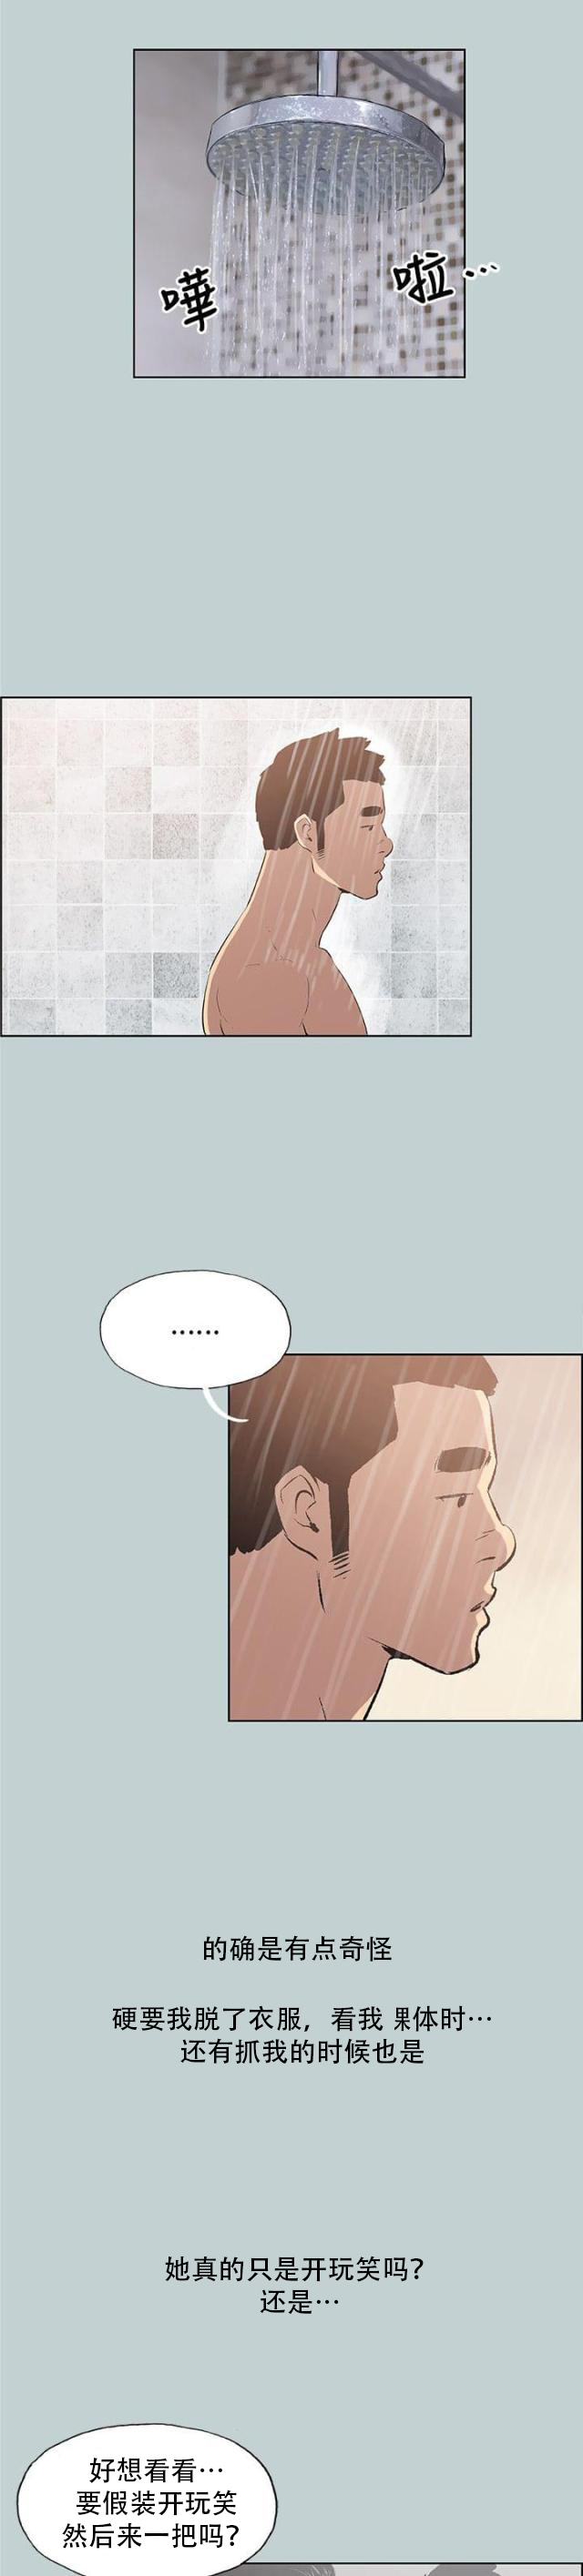 嘩啦…
……
的确是有点奇怪
硬要我脱了衣服，看我裸体时…
还有抓我的时候也是
她真的只是开玩笑吗？
还是…
好想看看…
要假装开玩笑
然后来一把吗？